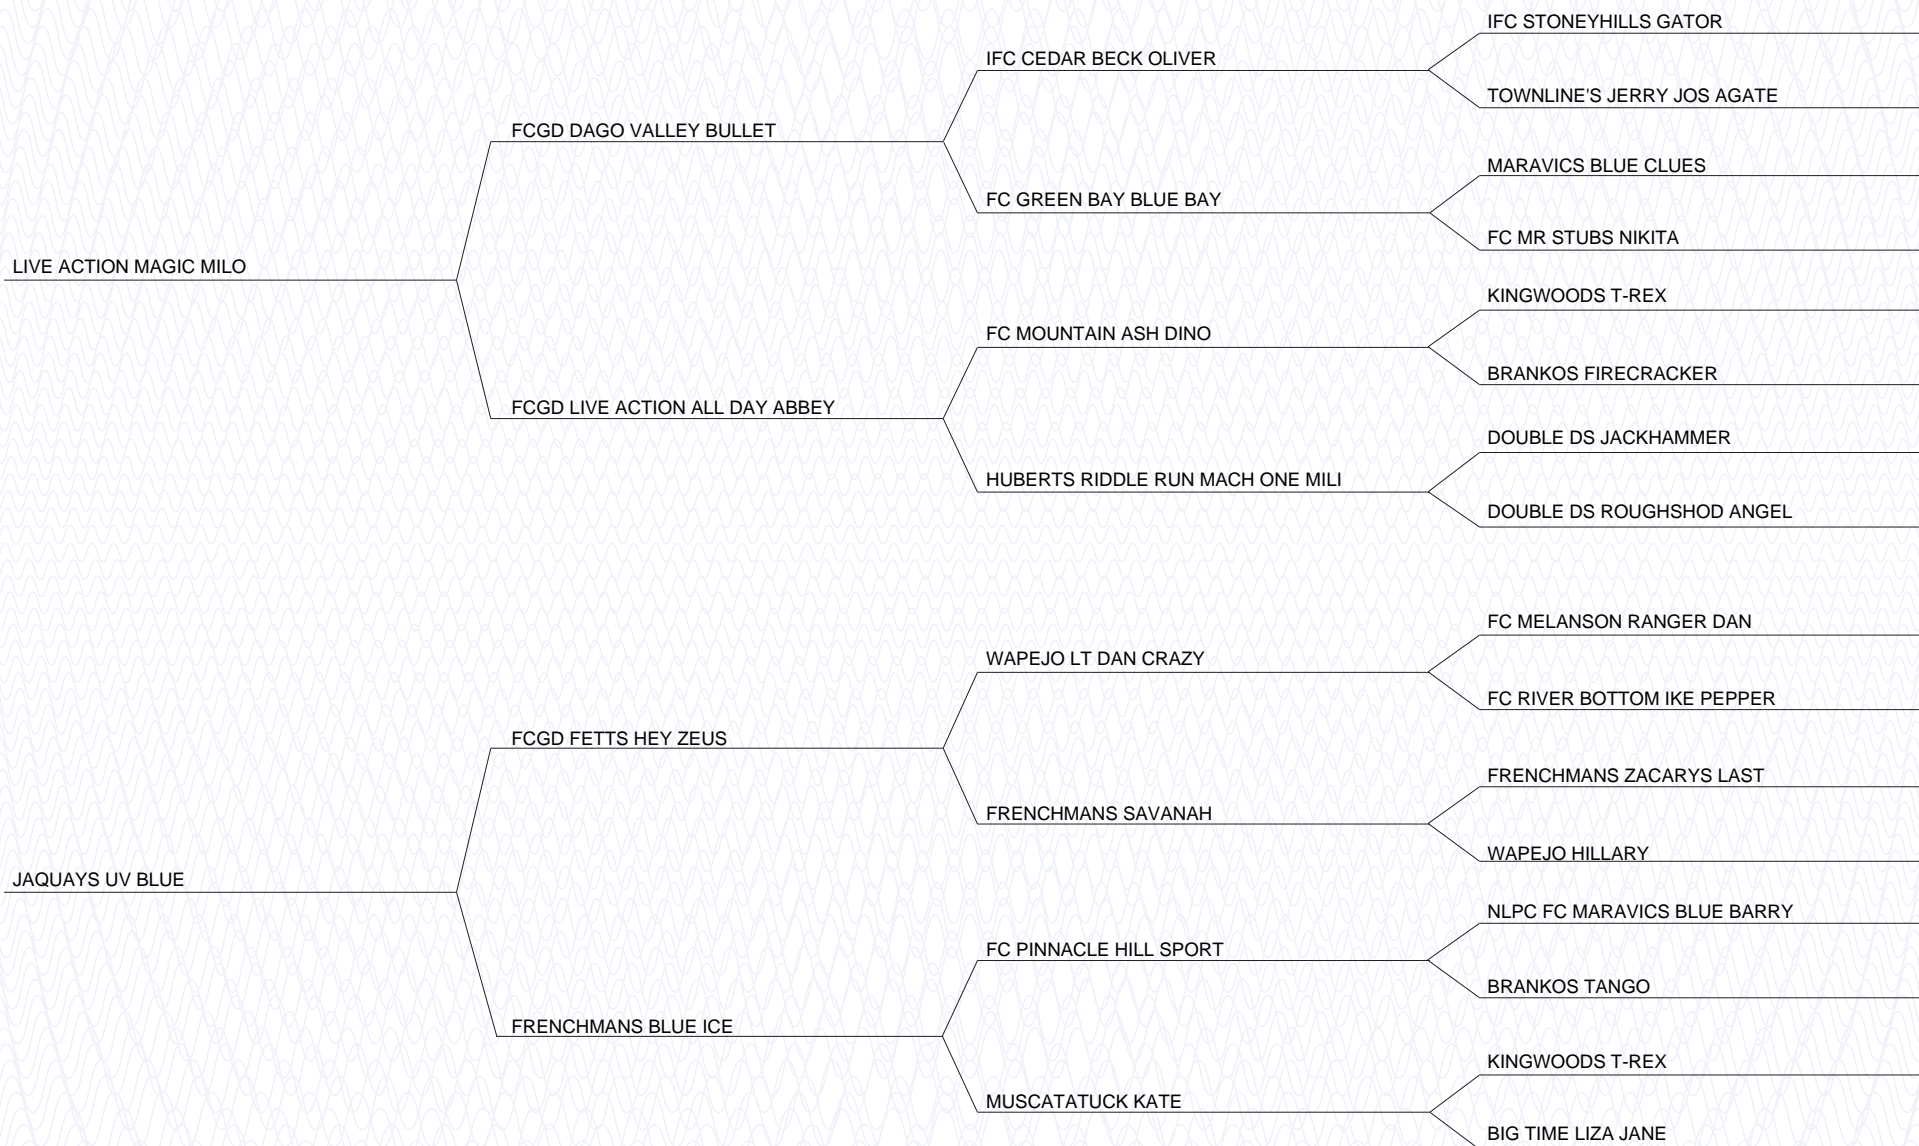 IFC STONEYHILLS GATOR
IFC CEDAR BECK OLIVER
TOWNLINE'S JERRY JOS AGATE
FCGD DAGO VALLEY BULLET
MARAVICS BLUE CLUES
FC GREEN BAY BLUE BAY
FC MR STUBS NIKITA
LIVE ACTION MAGIC MILO
KINGWOODS T-REX
FC MOUNTAIN ASH DINO
BRANKOS FIRECRACKER
FCGD LIVE ACTION ALL DAY ABBEY
DOUBLE DS JACKHAMMER
HUBERTS RIDDLE RUN MACH ONE MILI
DOUBLE DS ROUGHSHOD ANGEL
FC MELANSON RANGER DAN
WAPEJO LT DAN CRAZY
FC RIVER BOTTOM IKE PEPPER
FCGD FETTS HEY ZEUS
FRENCHMANS ZACARYS LAST
FRENCHMANS SAVANAH
WAPEJO HILLARY
JAQUAYS UV BLUE
NLPC FC MARAVICS BLUE BARRY
FC PINNACLE HILL SPORT
BRANKOS TANGO
FRENCHMANS BLUE ICE
KINGWOODS T-REX
MUSCATATUCK KATE
BIG TIME LIZA JANE